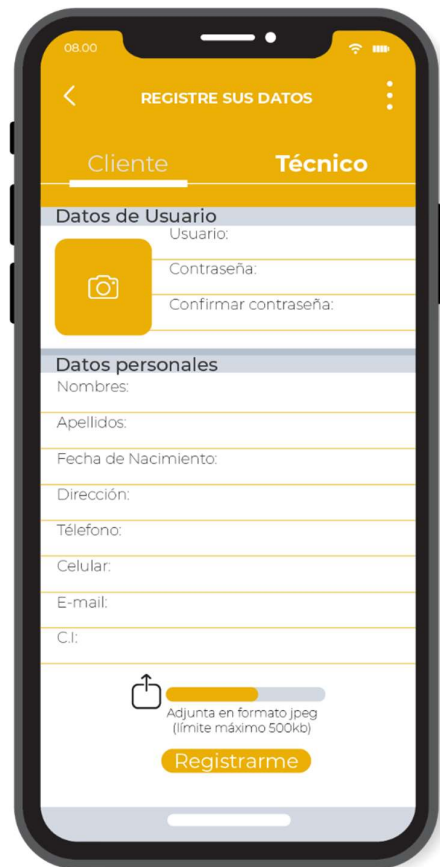 08.00
REGISTRE SUS DATOS
Cliente
Técnico
Datos de Usuario
Usuario:
Contraseña:
Confirmar contraseña:
Datos personales
Nombres:
Apellidos:
Fecha de Nacimiento:
Dirección:
Télefono:
Celular:
E-mail:
C.I:
Adjunta en formato jpeg
(límite máximo 500kb)
Registrarme